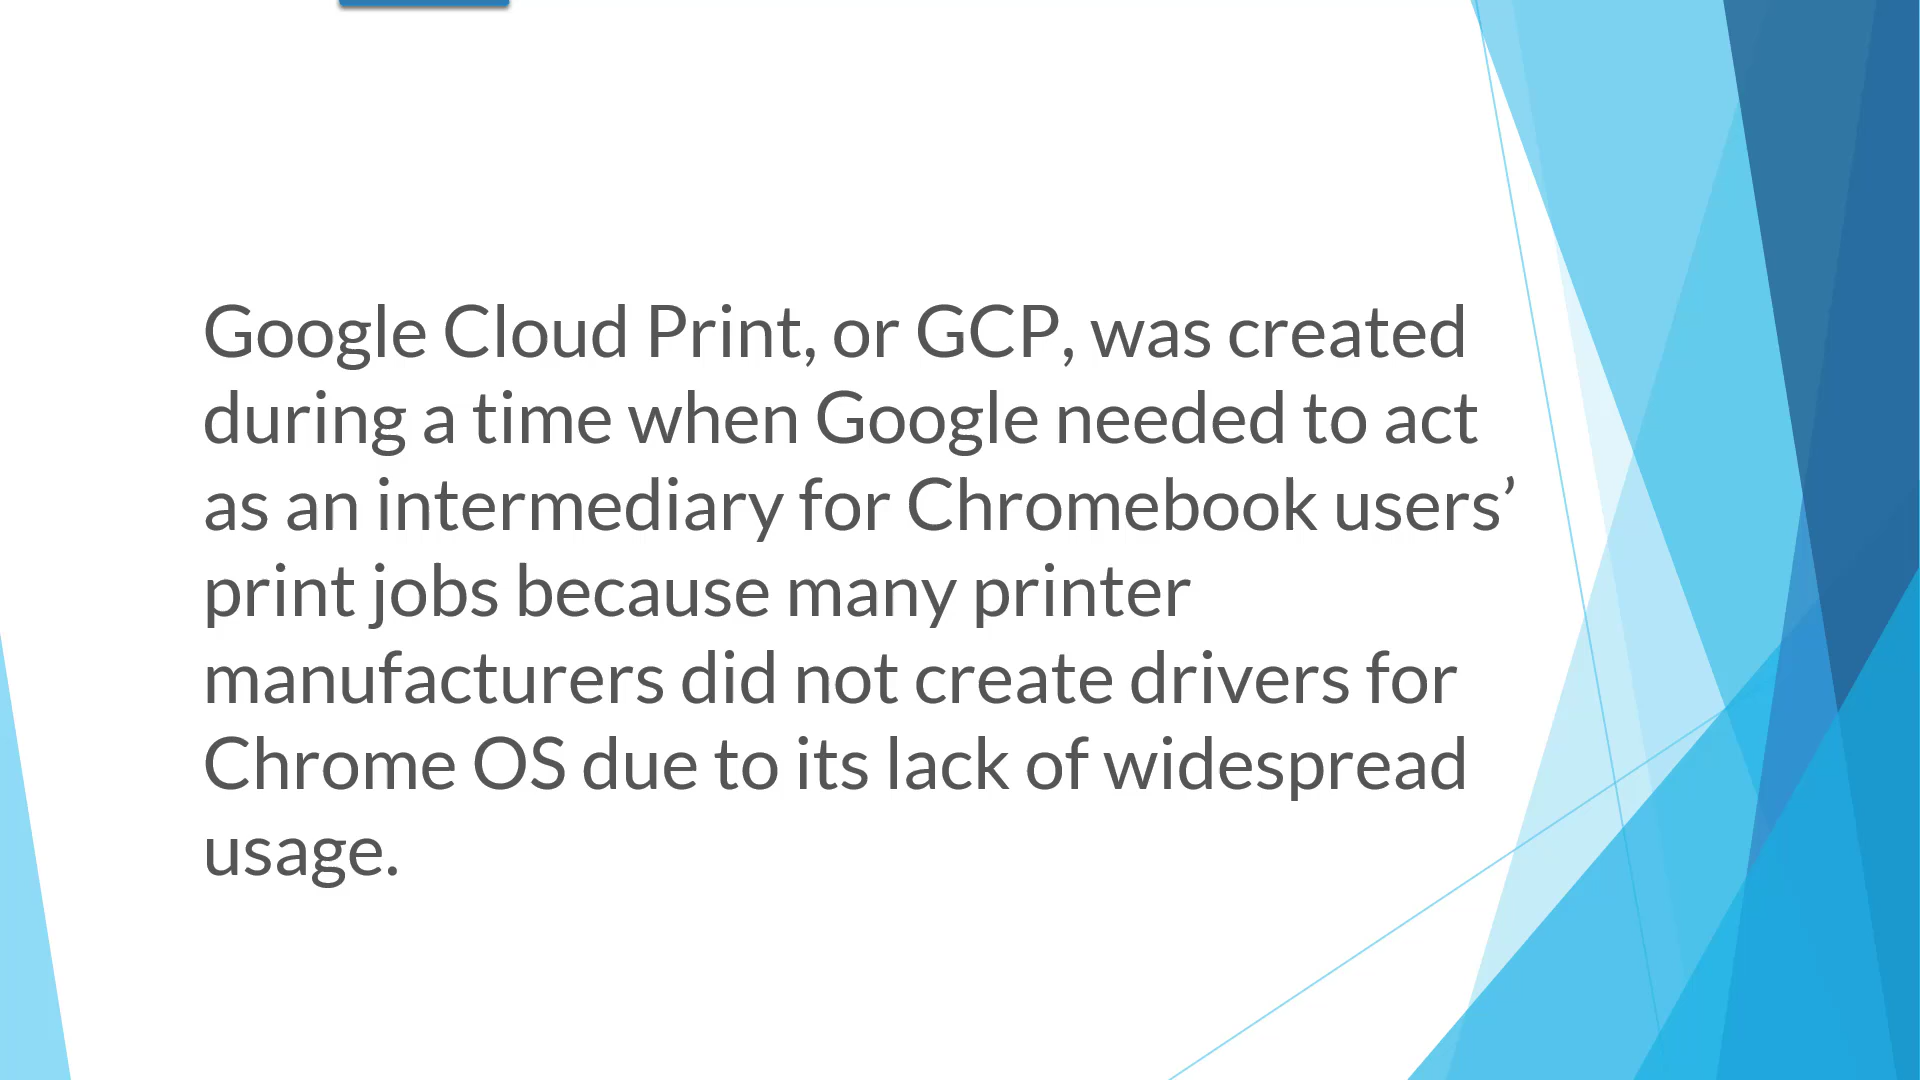 Google Cloud Print, or GCP, was created
during a time when Google needed to act
as an intermediary for Chromebook users’
print jobs because many printer
manufacturers did not create drivers for
Chrome OS due to its lack of widespread
usage.